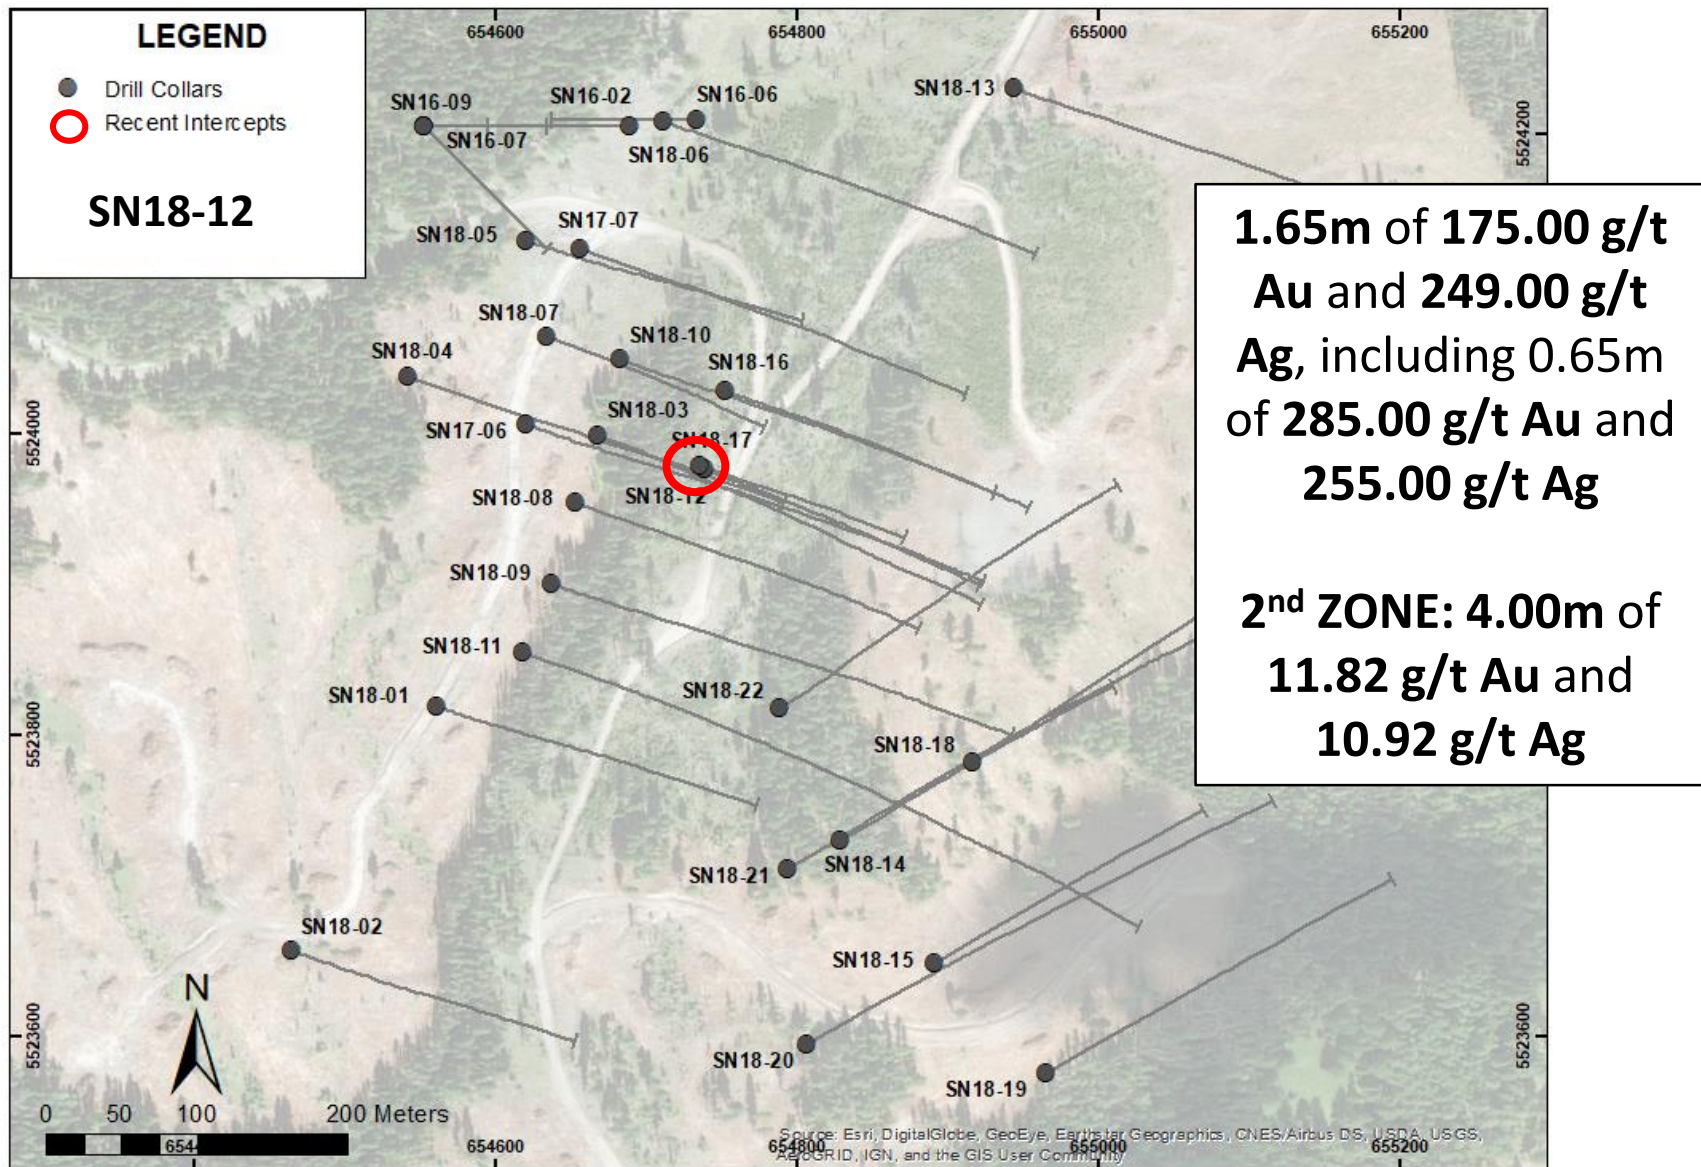 LEGEND
Drill Collars
Recent Intercepts
SN18-12
654600
654800
655000
655200
5524200
5524200
SN16-09
SN16-02
SN16-06
SN18-13
SN16-07
SN18-06
SN18-05
SN17-07
SN18-07
SN18-10
SN18-04
SN18-16
SN18-03
SN17-06
SN18-17
5524000
SN18-08
SN18-12
SN18-09
SN18-11
SN18-22
SN18-01
5523800
SN18-18
SN18-14
SN18-21
SN18-02
SN18-15
SN18-20
SN18-19
5523600
5523600
1.65m of 175.00 g/t
Au and 249.00 g/t
Ag, including 0.65m
of 285.00 g/t Au and
255.00 g/t Ag
2nd ZONE: 4.00m of
11.82 g/t Au and
10.92 g/t Ag
N
0 50 100 200 Meters
654600
654800
655000
655200
Source: Esri, DigitalGlobe, GeoEye, Earthstar Geographics, CNES/Airbus DS, USDA, USGS,
AeroGRID, IGN, and the GIS User Community